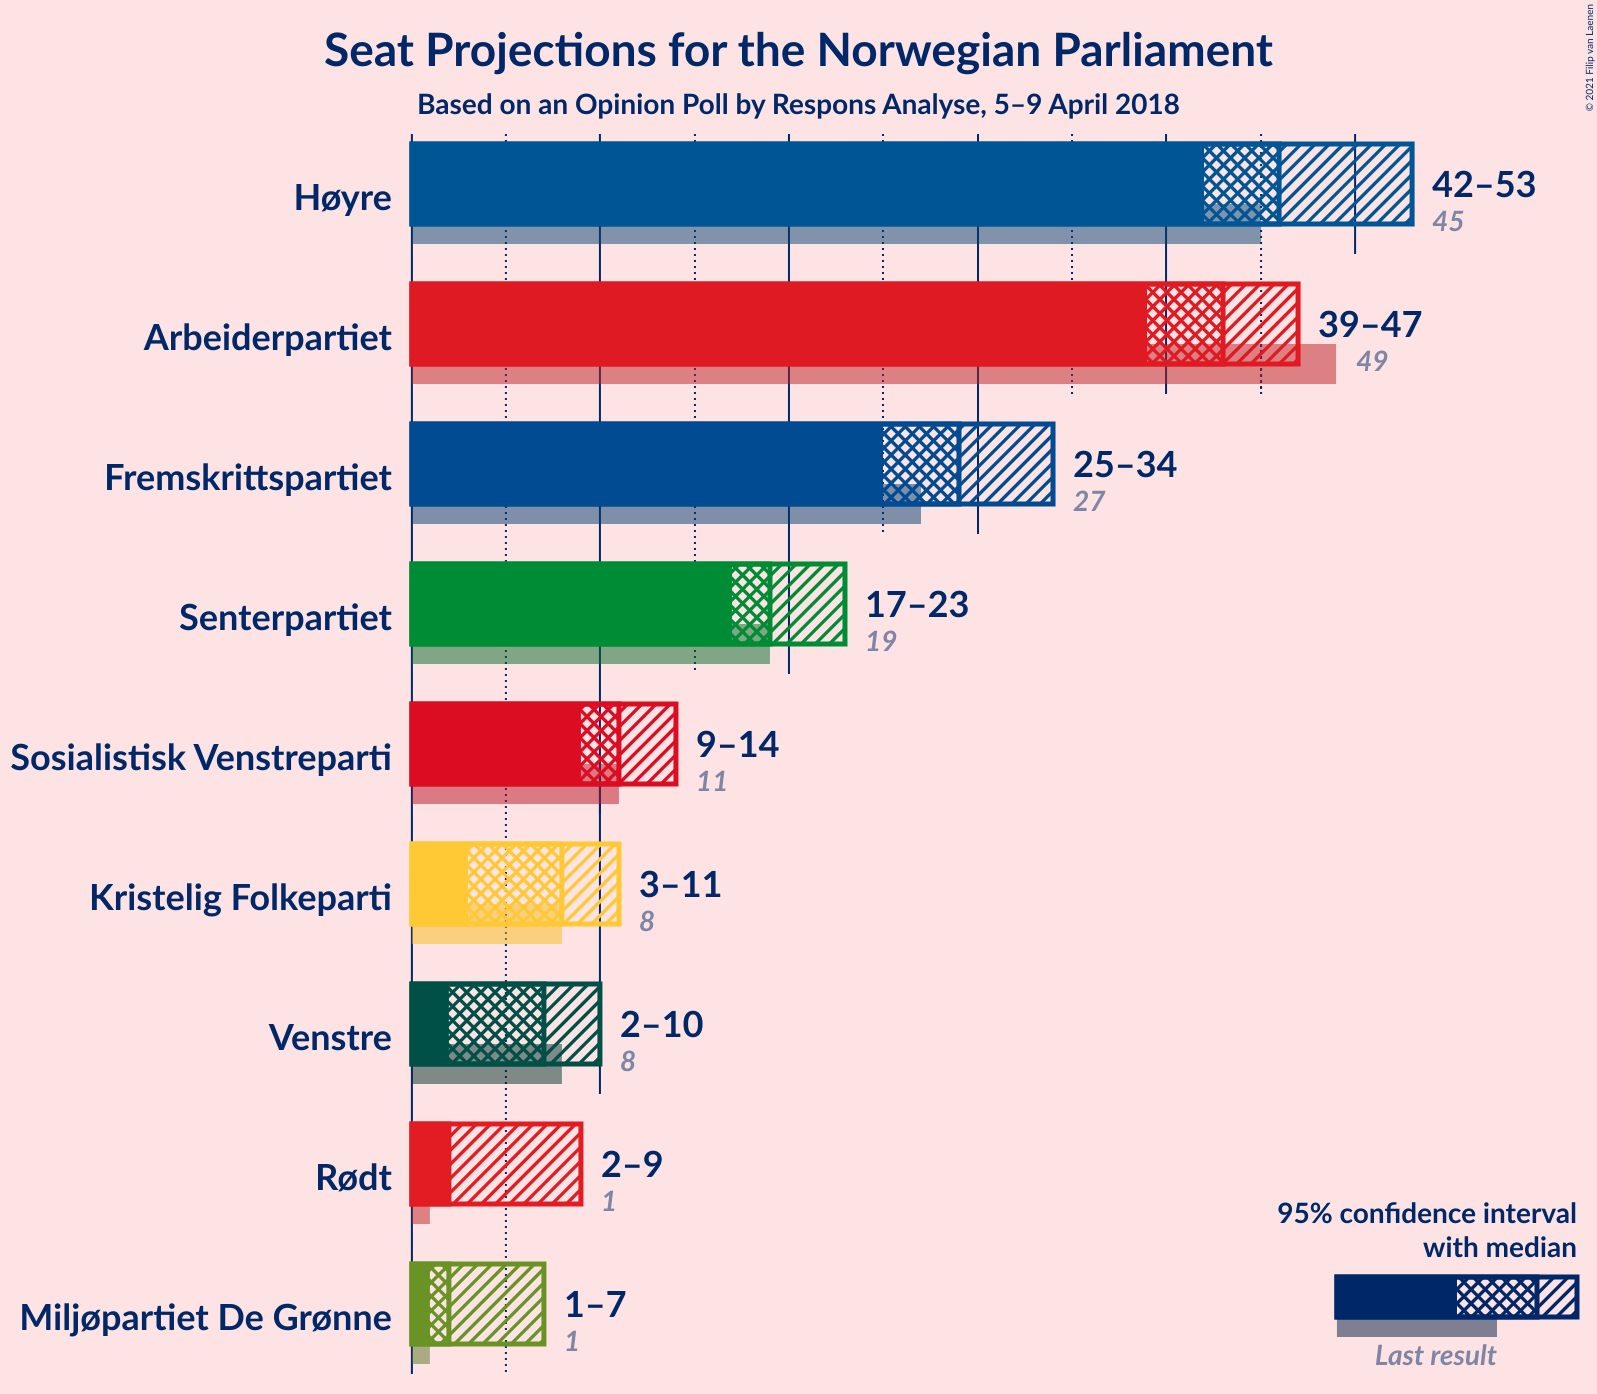 Seat Projections for the Norwegian Parliament
Based on an Opinion Poll by Respons Analyse, 5–9 April 2018
© 2021 Filip van Laenen
Høyre
42–53
45
Arbeiderpartiet
39–47
49
Fremskrittspartiet
25–34
27
Senterpartiet
17–23
19
Sosialistisk Venstreparti
9–14
11
Kristelig Folkeparti
3–11
8
Venstre
2–10
8
Rødt
2–9
1
Miljøpartiet De Grønne
1–7
1
95% confidence interval
with median
Last result